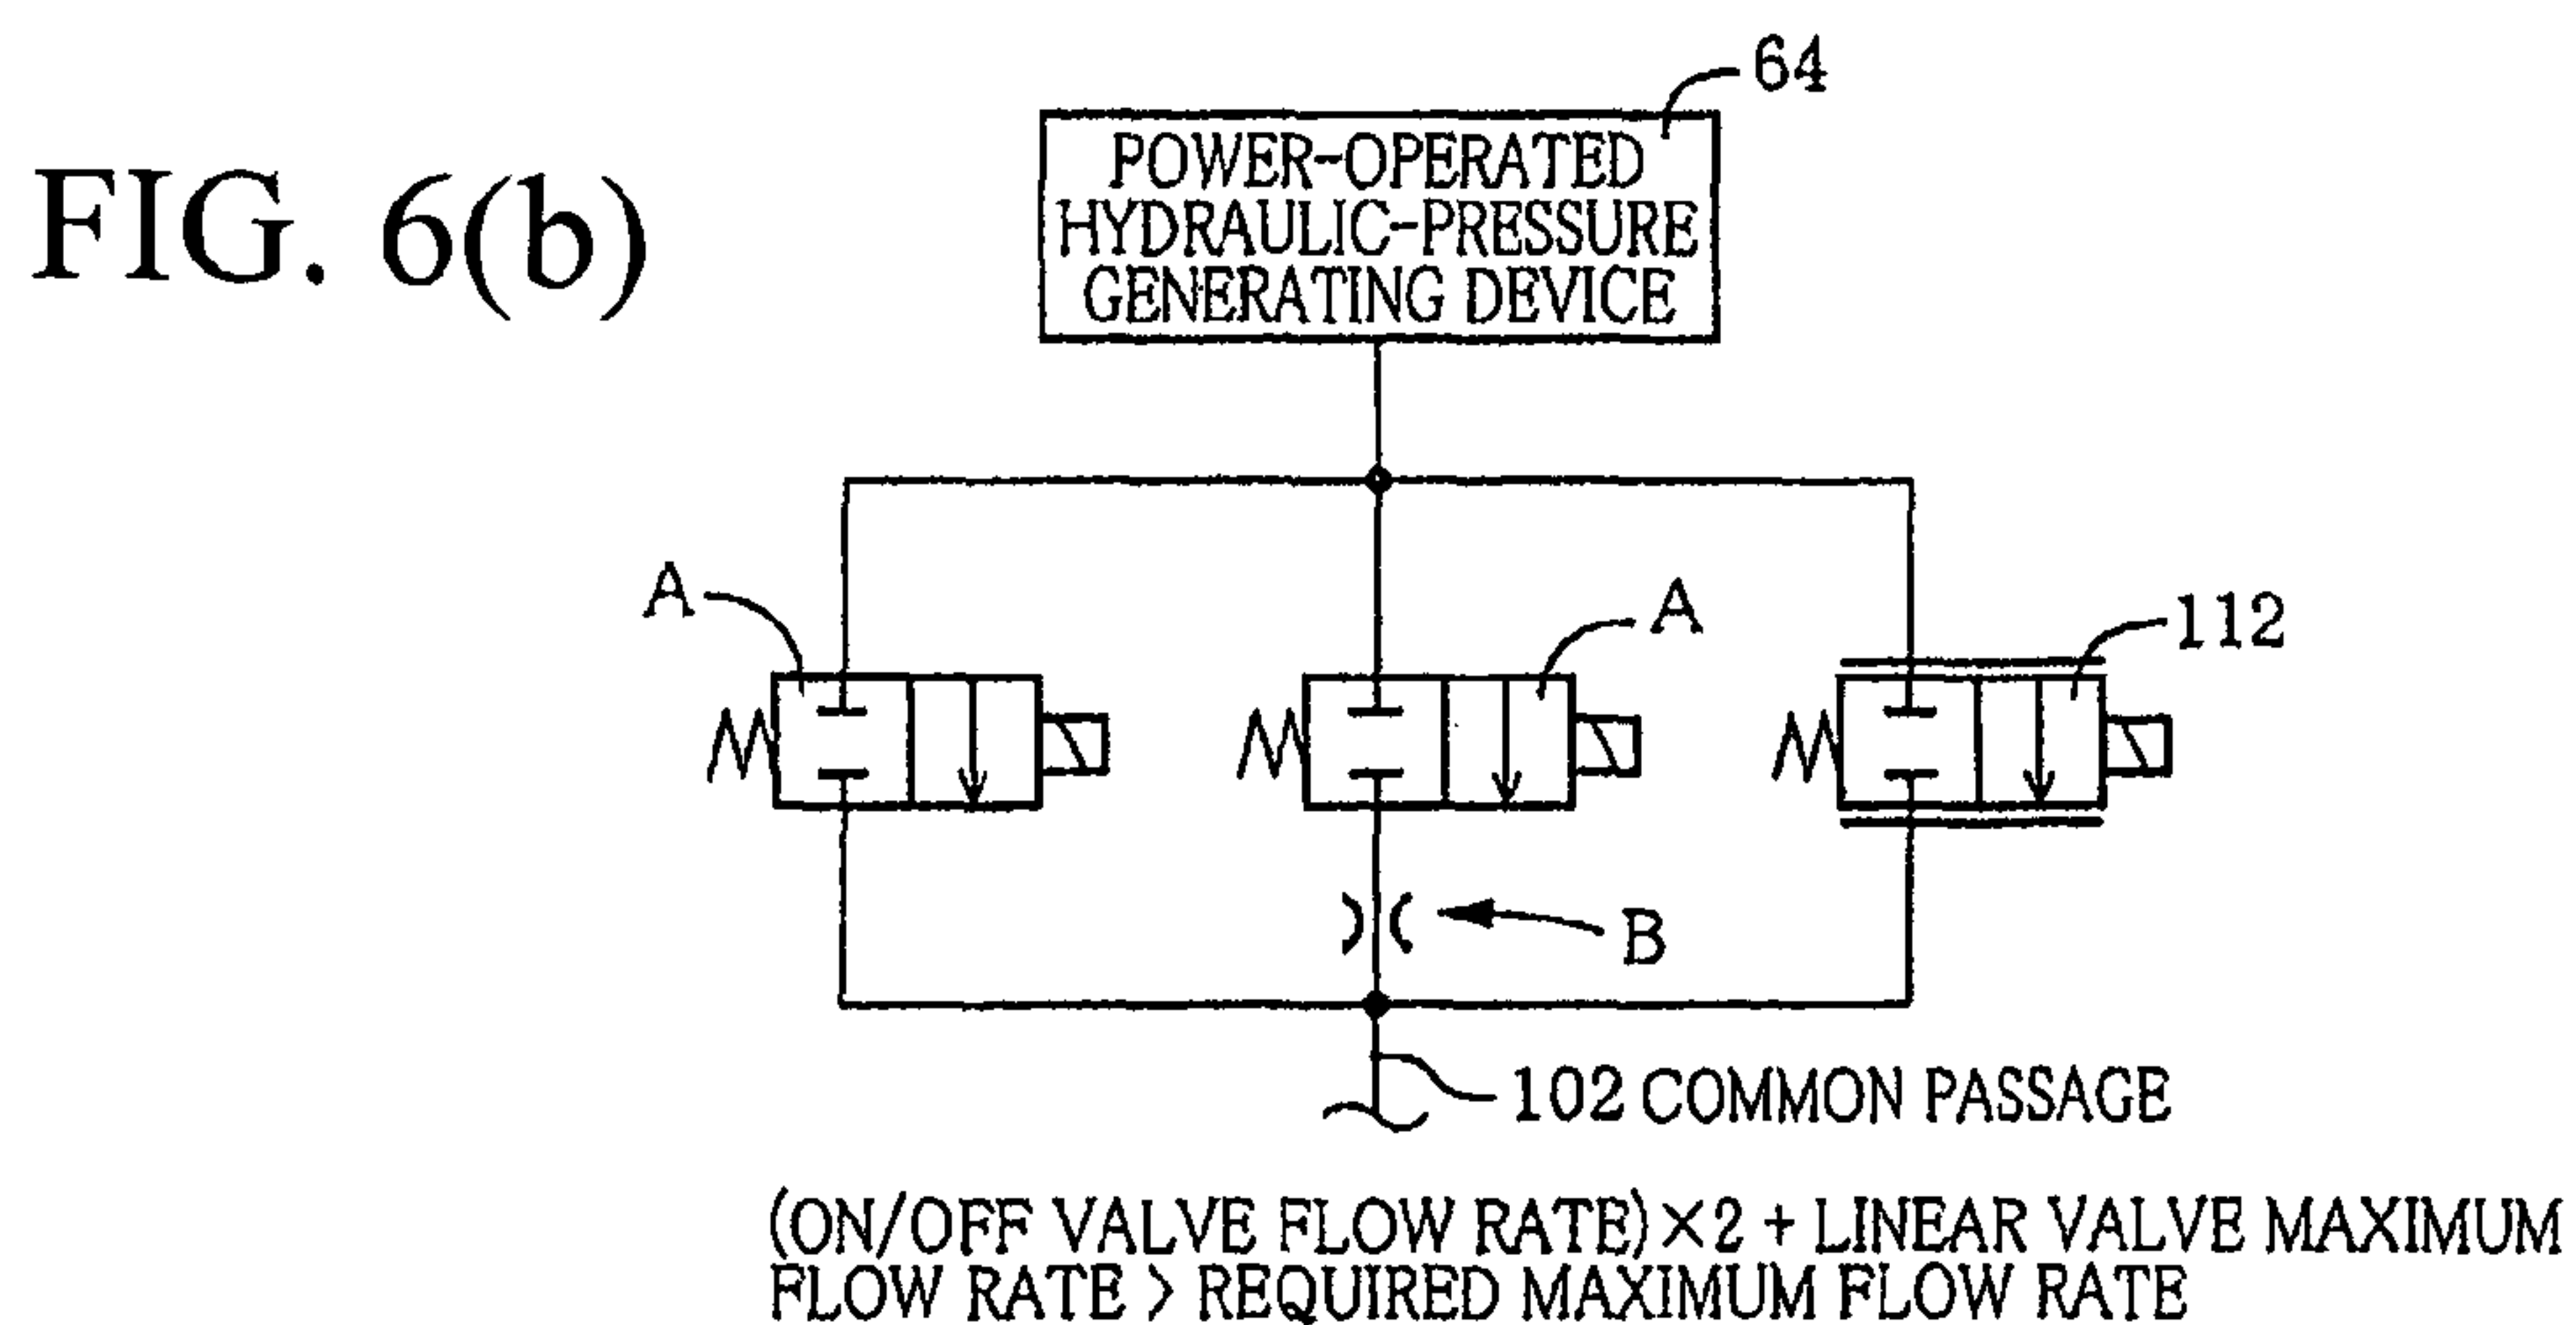 64
FIG. 6(b)
POWER-OPERATED
HYDRAULIC-PRESSURE
GENERATING DEVICE
A
A
112
B
102 COMMON PASSAGE
(ON/OFF VALVE FLOW RATE)×2 + LINEAR VALVE MAXIMUM
FLOW RATE > REQUIRED MAXIMUM FLOW RATE